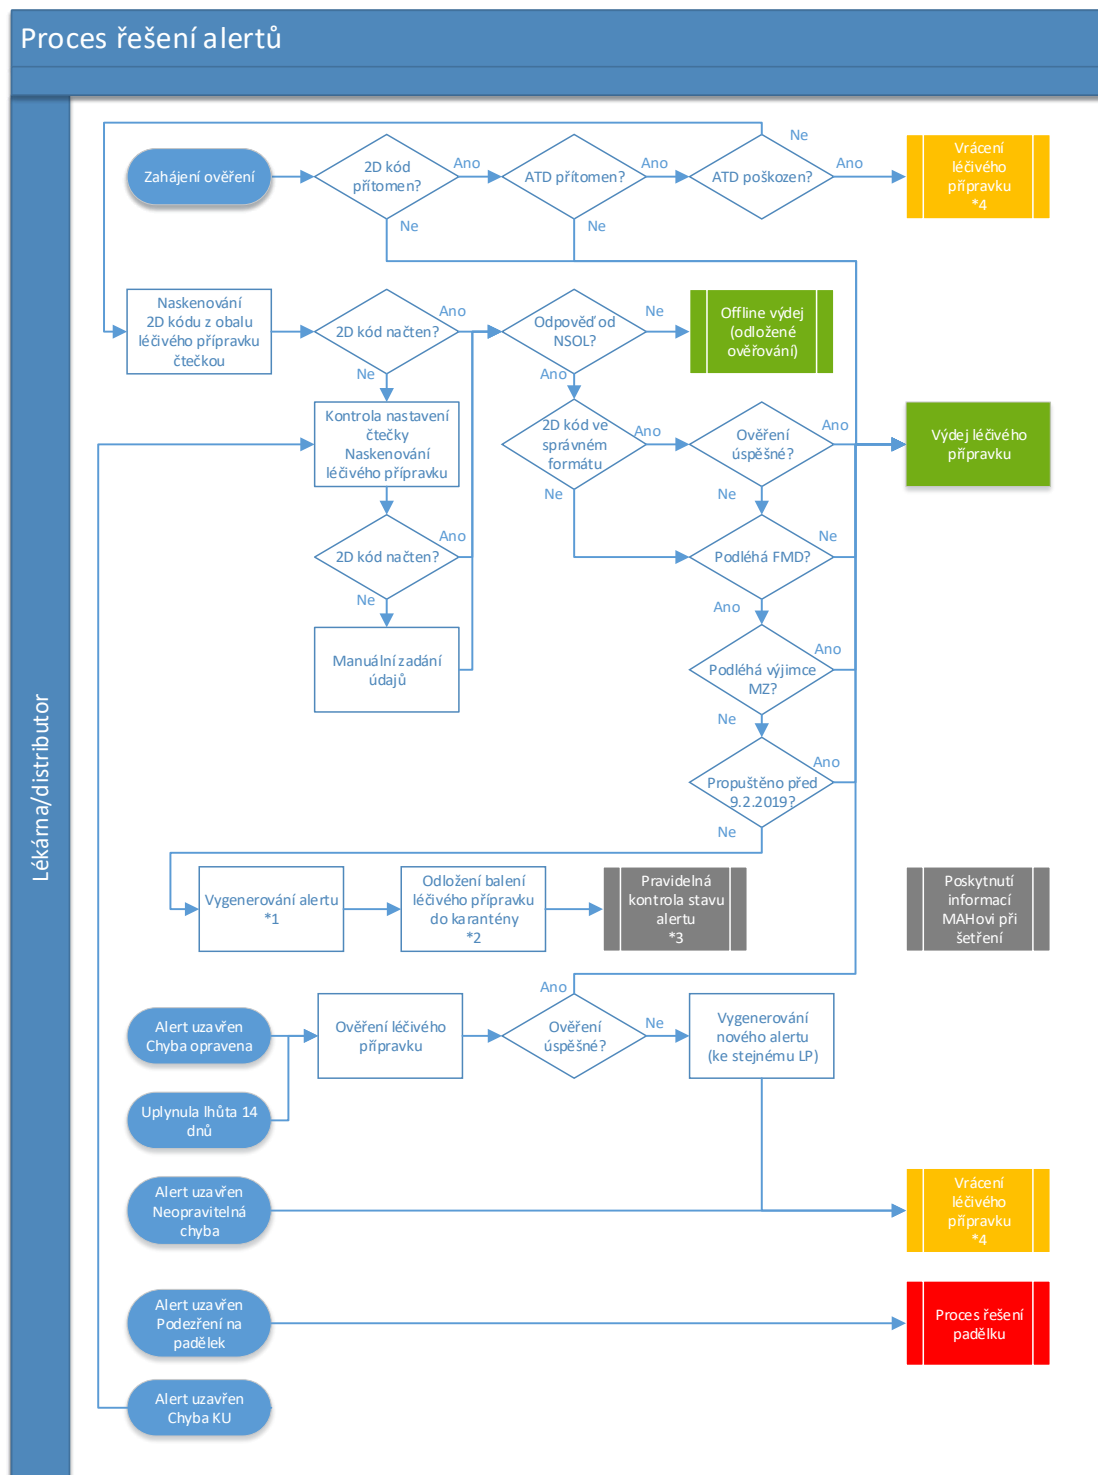 Proces řešení alertů
Lékárna/distributor
Zahájení ověření
2D kód
přítomen?
Ano
Ne
ATD přítomen?
Ano
Ne
ATD poškozen?
Ne
Ano
Vrácení
léčivého
přípravku
*4
Naskenování
2D kódu z obalu
léčivého přípravku
čtečkou
2D kód načten?
Ano
Ne
Odpověď od
NSOL?
Ne
Ano
Offline výdej
(odložené
ověřování)
Kontrola nastavení
čtečky
Naskenování
léčivého přípravku
2D kód ve
správném
formátu
Ano
Ne
Ověření
úspěšné?
Ano
Ne
Výdej léčivého
přípravku
2D kód načten?
Ano
Ne
Podléhá FMD?
Ne
Ano
Manuální zadání
údajů
Podléhá výjimce
MZ?
Ano
Ne
Propuštěno před
9.2.2019?
Ano
Ne
Vygenerování alertu
*1
Odložení balení
léčivého přípravku
do karantény
*2
Pravidelná
kontrola stavu
alertu
*3
Poskytnutí
informací
MAHovi při
šetření
Alert uzavřen
Chyba opravena
Ověření léčivého
přípravku
Ano
Ověření
úspěšné?
Ne
Vygenerování
nového alertu
(ke stejnému LP)
Uplynula lhůta 14
dnů
Alert uzavřen
Neopravitelná
chyba
Vrácení
léčivého
přípravku
*4
Alert uzavřen
Podezření na
padělek
Proces řešení
padělku
Alert uzavřen
Chyba KU